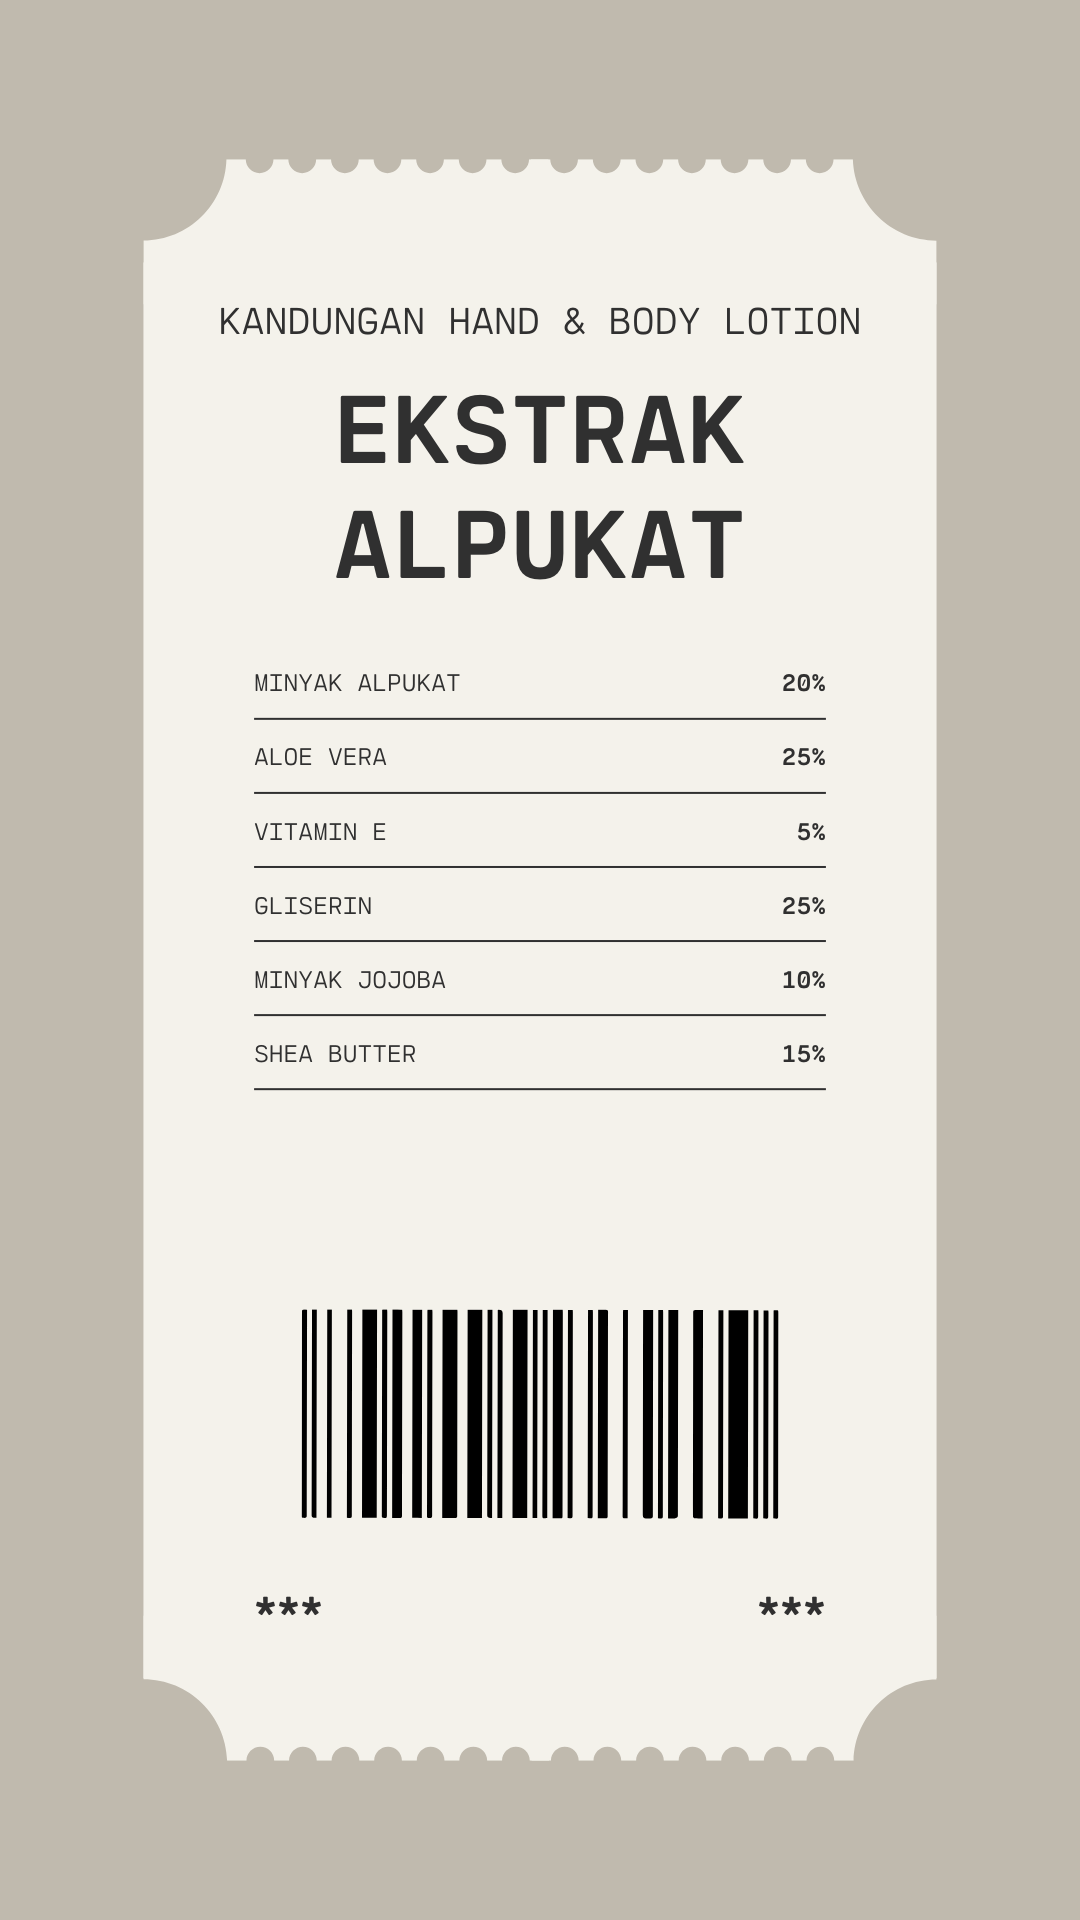 KANDUNGAN HAND & BODY LOTION
EKSTRAK
ALPUKAT
MINYAK ALPUKAT 20%
ALOE VERA 25%
VITAMIN E 5%
GLISERIN 25%
MINYAK JOJOBA 10%
SHEA BUTTER 15%
*** ***